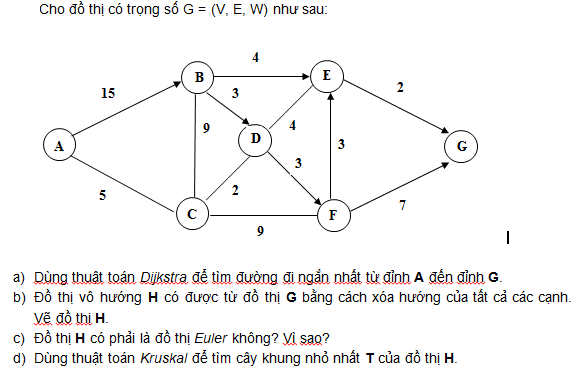 Cho đồ thị có trọng số G = (V, E, W) như sau:
4
B
E
15
3
2
9
4
A
D
3
G
3
5
2
7
C
F
9
a) Dùng thuật toán Dijkstra để tìm đường đi ngắn nhất từ đỉnh A đến đỉnh G.
b) Đồ thị vô hướng H có được từ đồ thị G bằng cách xóa hướng của tất cả các cạnh.
Vẽ đồ thị H.
c) Đồ thị H có phải là đồ thị Euler không? Vì sao?
d) Dùng thuật toán Kruskal để tìm cây khung nhỏ nhất T của đồ thị H.